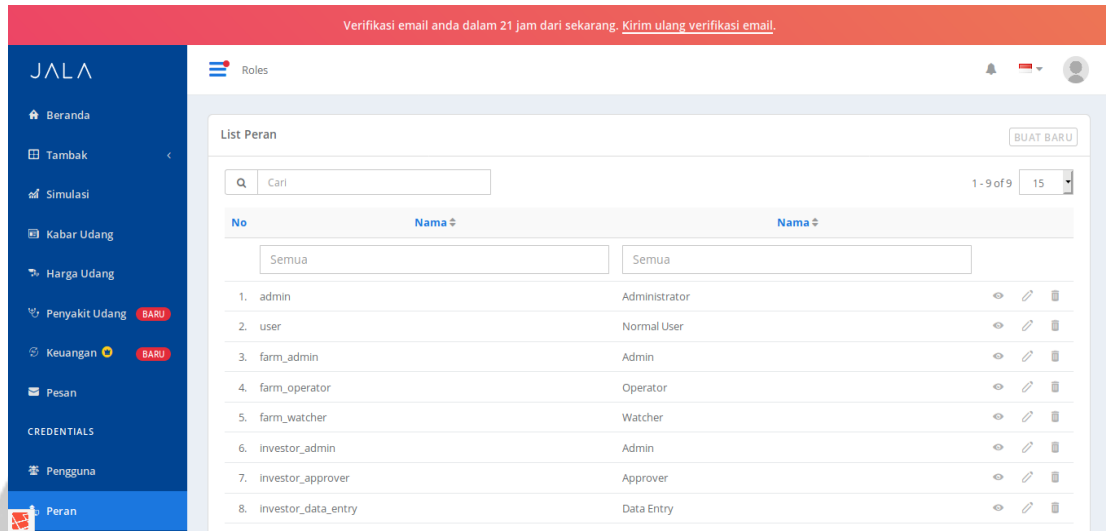 Verifikasi email anda dalam 21 jam dari sekarang. Kirim ulang verifikasi email.
JALA
Roles
Beranda
Tambak
Simulasi
Kabar Udang
Harga Udang
Penyakit Udang BARU
Keuangan BARU
Pesan
CREDENTIALS
Pengguna
Peran
List Peran
BUAT BARU
Cari
1 - 9 of 9 15
No Nama Nama
Semua Semua
1. admin Administrator
2. user Normal User
3. farm_admin Admin
4. farm_operator Operator
5. farm_watcher Watcher
6. investor_admin Admin
7. investor_approver Approver
8. investor_data_entry Data Entry